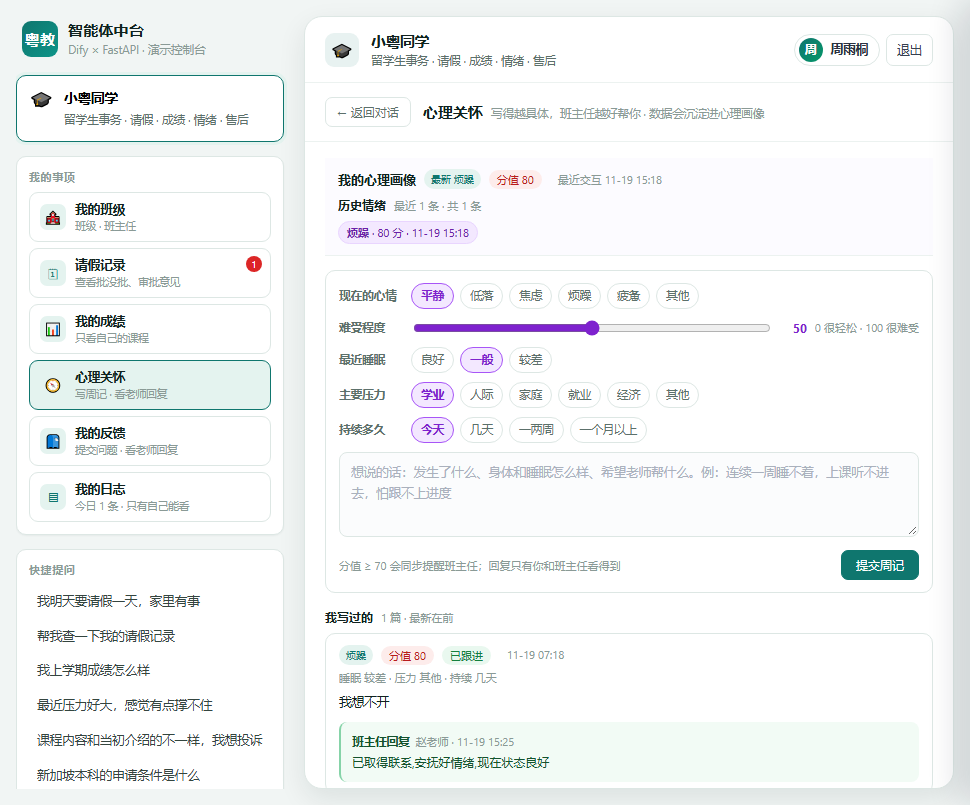 粤教
智能体中台
Dify × FastAPI · 演示控制台
小粤同学
留学生事务 · 请假 · 成绩 · 情绪 · 售后
我的事项
我的班级
班级 · 班主任
请假记录
1
查看批没批、审批意见
我的成绩
只看自己的课程
心理关怀
写周记 · 看老师回复
我的反馈
提交问题 · 看老师回复
我的日志
今日 1 条 · 只有自己能看
快捷提问
我明天要请假一天，家里有事
帮我查一下我的请假记录
我上学期成绩怎么样
最近压力好大，感觉有点撑不住
课程内容和当初介绍的不一样，我想投诉
新加坡本科的申请条件是什么
小粤同学
留学生事务 · 请假 · 成绩 · 情绪 · 售后
周 周雨桐 退出
← 返回对话 心理关怀 写得越具体，班主任越好帮你 · 数据会沉淀进心理画像
我的心理画像 最新 烦躁 分值 80 最近交互 11-19 15:18
历史情绪 最近 1 条 · 共 1 条
烦躁 · 80 分 · 11-19 15:18
现在的心情 平静 低落 焦虑 烦躁 疲惫 其他
难受程度 50 0 很轻松 · 100 很难受
最近睡眠 良好 一般 较差
主要压力 学业 人际 家庭 就业 经济 其他
持续多久 今天 几天 一两周 一个月以上
想说的话：发生了什么、身体和睡眠怎么样、希望老师帮什么。例：连续一周睡不着，上课听不进
去，怕跟不上进度
分值 ≥ 70 会同步提醒班主任；回复只有你和班主任看得到 提交周记
我写过的 1 篇 · 最新在前
烦躁 分值 80 已跟进 11-19 07:18
睡眠 较差 · 压力 其他 · 持续 几天
我想不开
班主任回复 赵老师 · 11-19 15:25
已取得联系,安抚好情绪,现在状态良好